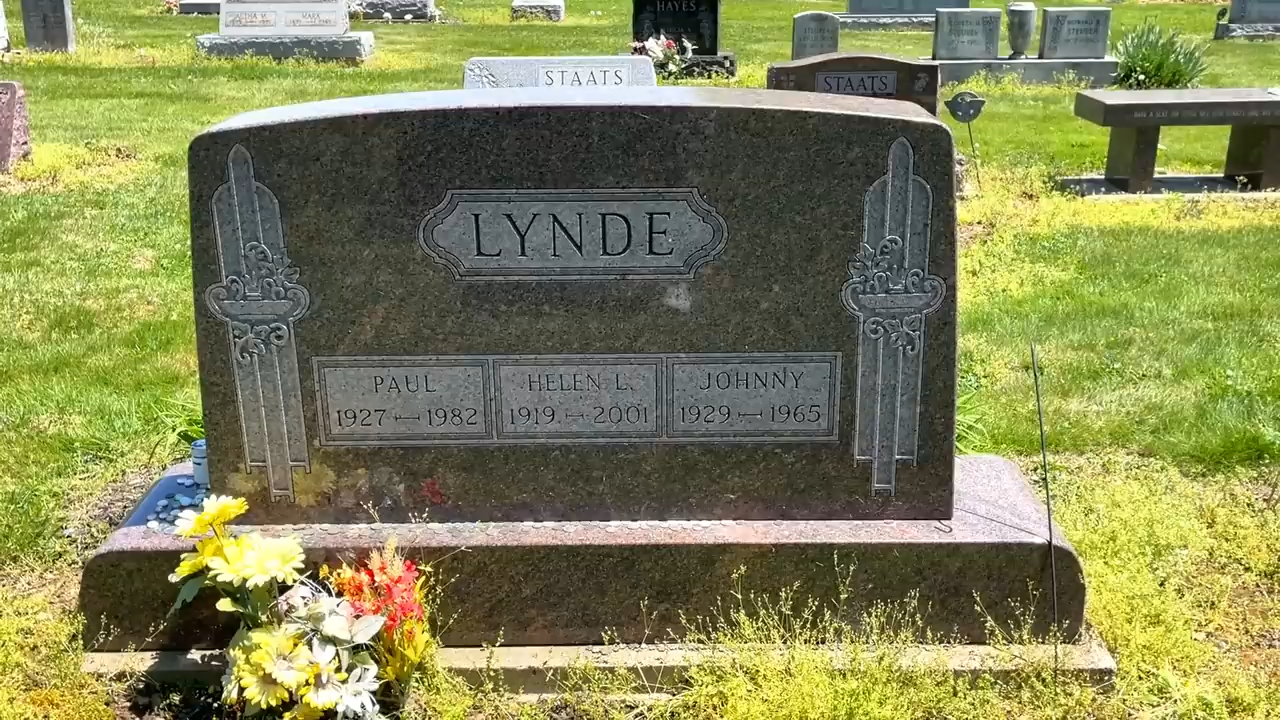 HAYES
STAATS
STAATS
LYNDE
PAUL
1927 — 1982
HELEN L.
1919 — 2001
JOHNNY
1929 — 1965